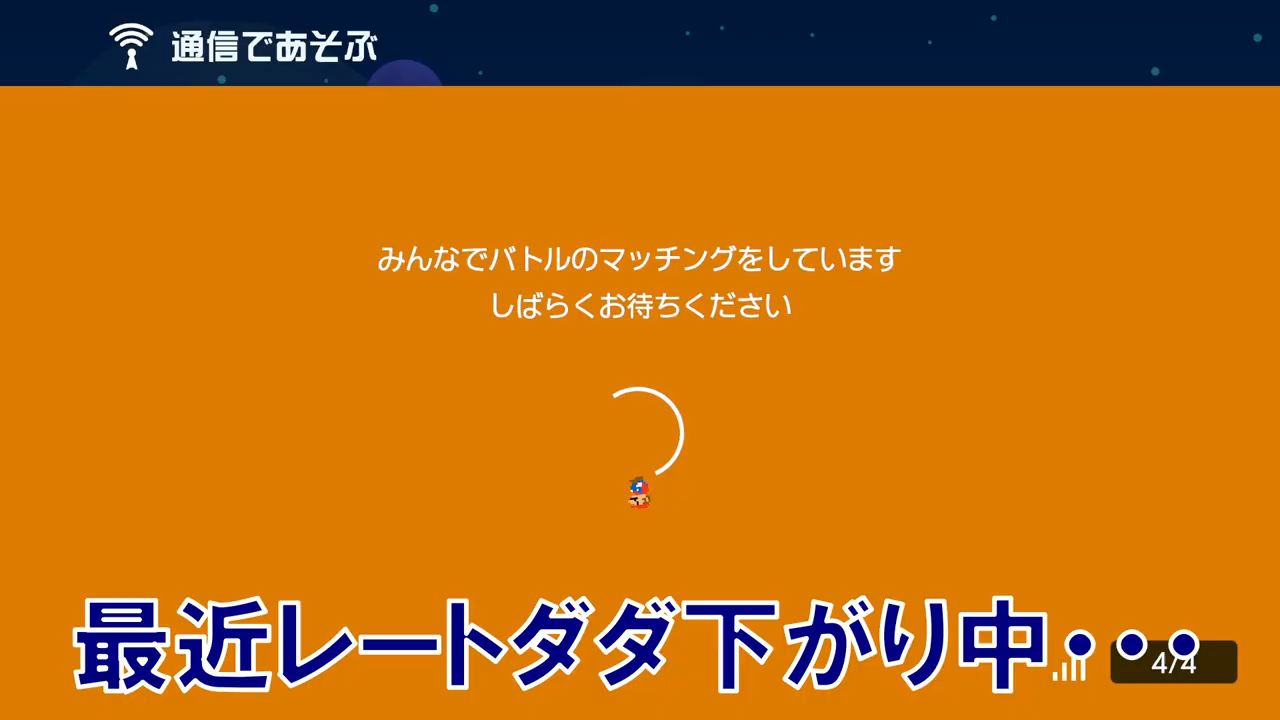 通信であそぶ
みんなでバトルのマッチングをしています
しばらくお待ちください
最近レートダダ下がり中・・・
4/4